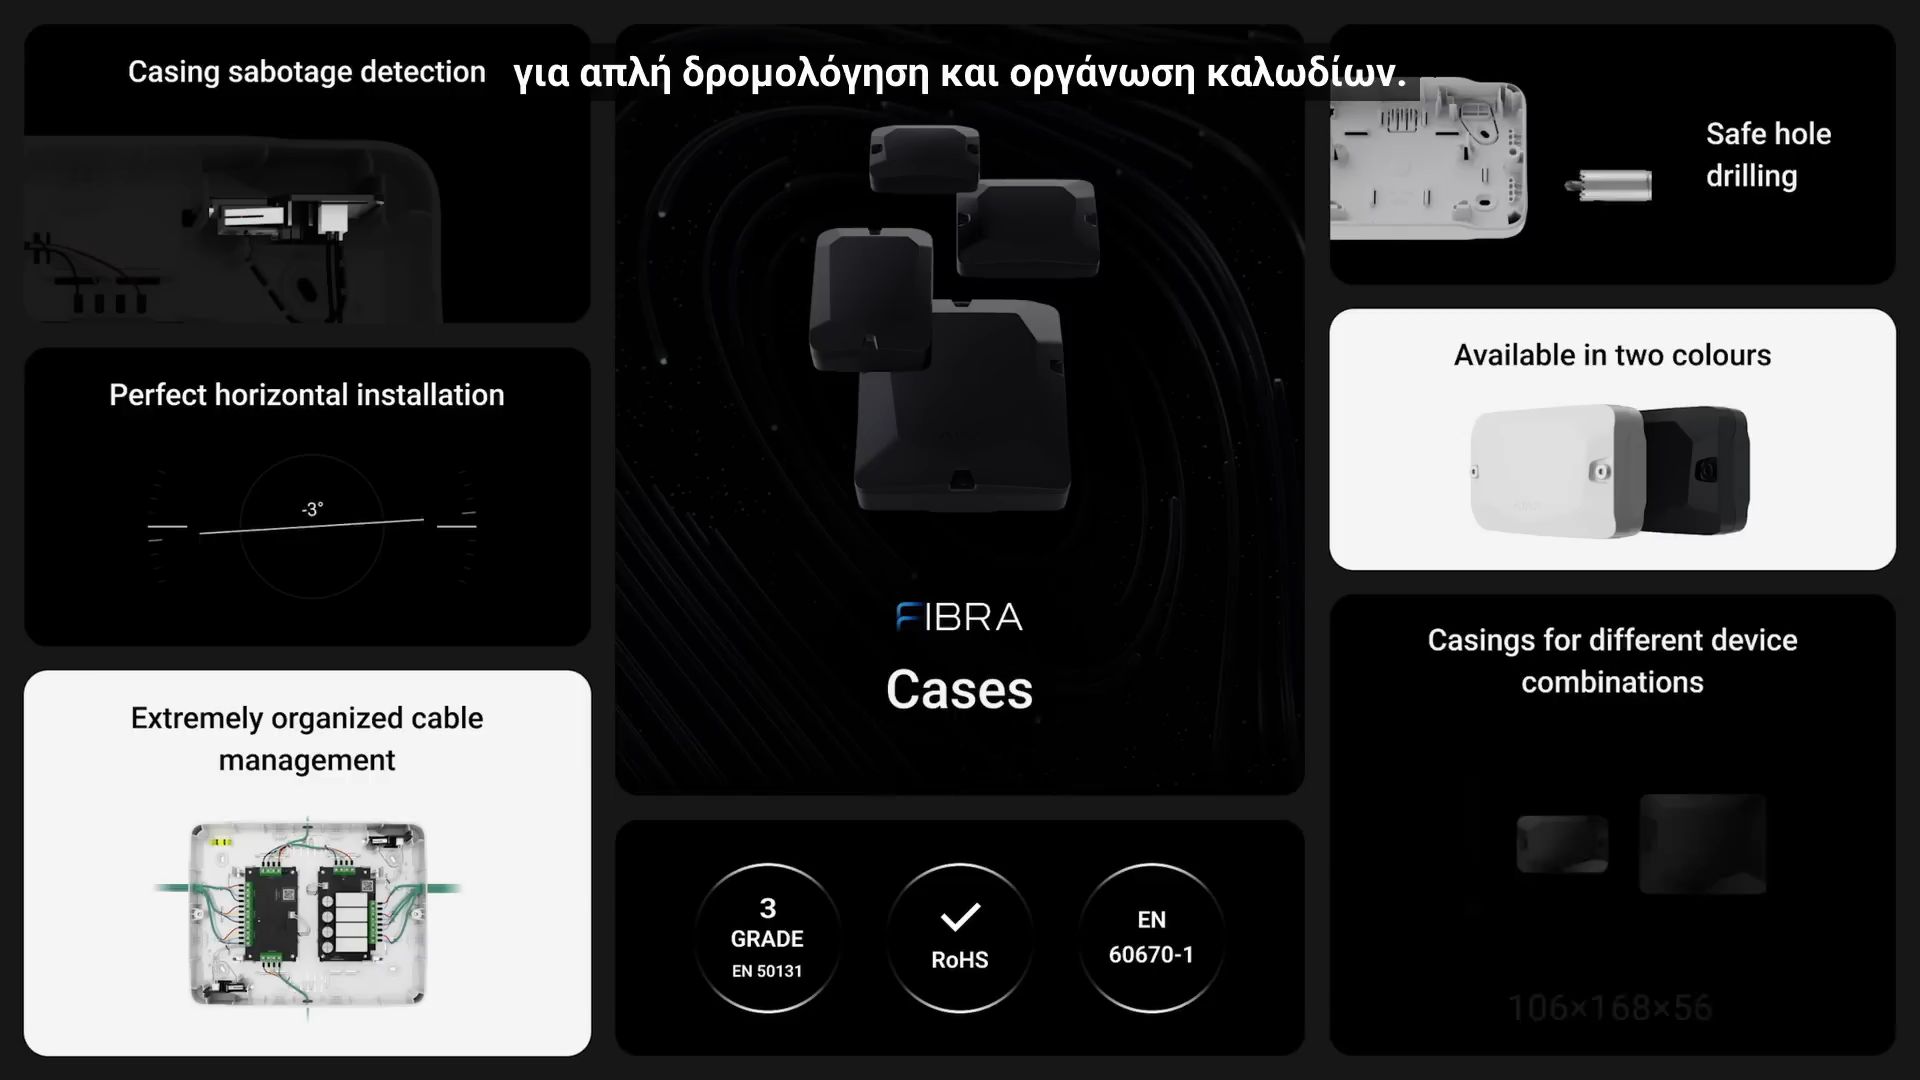 Casing sabotage detection
για απλή δρομολόγηση και οργάνωση καλωδίων.
Safe hole
drilling
Perfect horizontal installation
-3°
Available in two colours
FIBRA
Cases
Extremely organized cable
management
Casings for different device
combinations
3
GRADE
EN 50131
RoHS
EN
60670-1
106×168×56